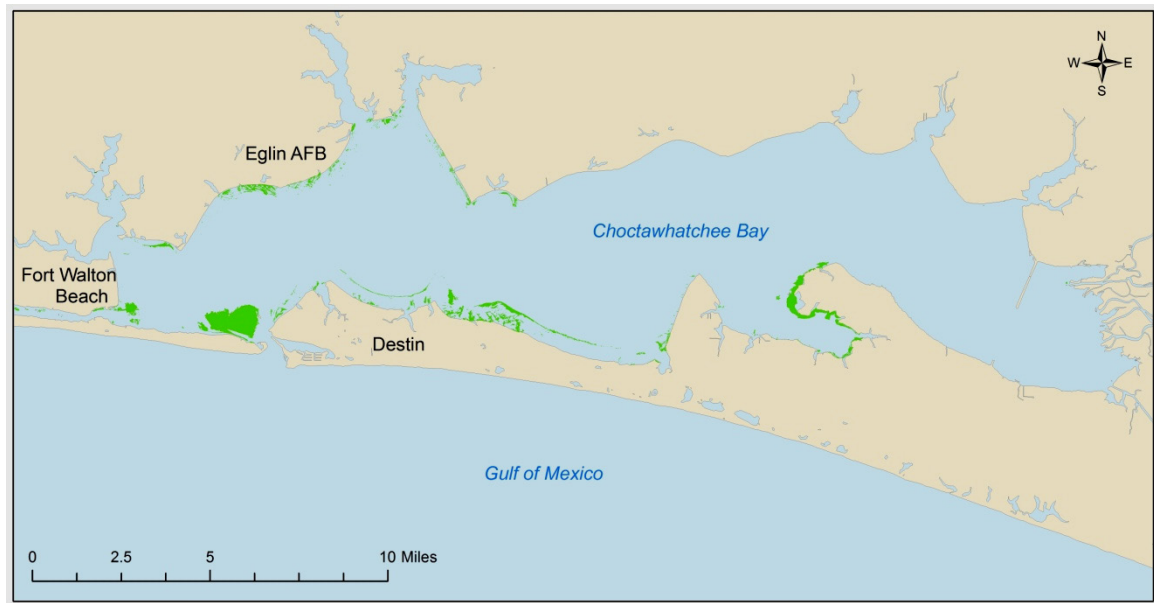 N
W E
S
Eglin AFB
Choctawhatchee Bay
Fort Walton
Beach
Destin
Gulf of Mexico
0 2.5 5 10 Miles